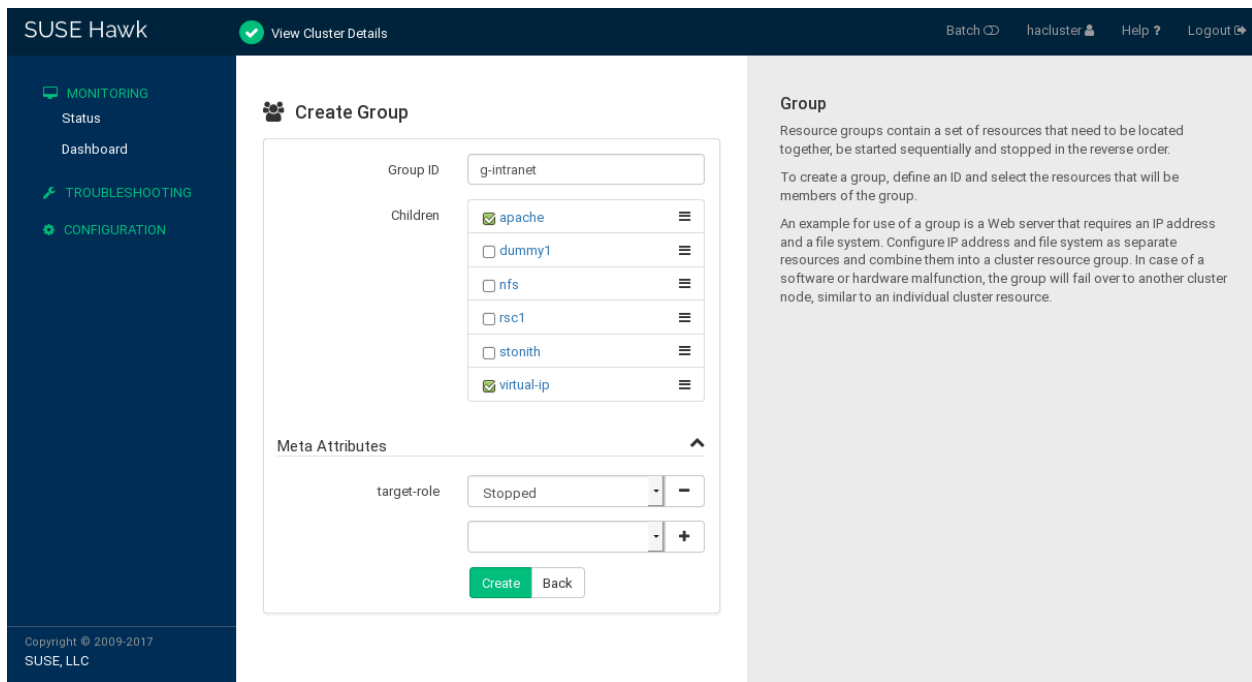 SUSE Hawk
View Cluster Details
Batch
hacluster
Help ?
Logout
MONITORING
Status
Dashboard
TROUBLESHOOTING
CONFIGURATION
Copyright © 2009-2017
SUSE, LLC
Create Group
Group ID
g-intranet
Children
apache
dummy1
nfs
rsc1
stonith
virtual-ip
Meta Attributes
target-role
Stopped
Create
Back
Group
Resource groups contain a set of resources that need to be located
together, be started sequentially and stopped in the reverse order.
To create a group, define an ID and select the resources that will be
members of the group.
An example for use of a group is a Web server that requires an IP address
and a file system. Configure IP address and file system as separate
resources and combine them into a cluster resource group. In case of a
software or hardware malfunction, the group will fail over to another cluster
node, similar to an individual cluster resource.